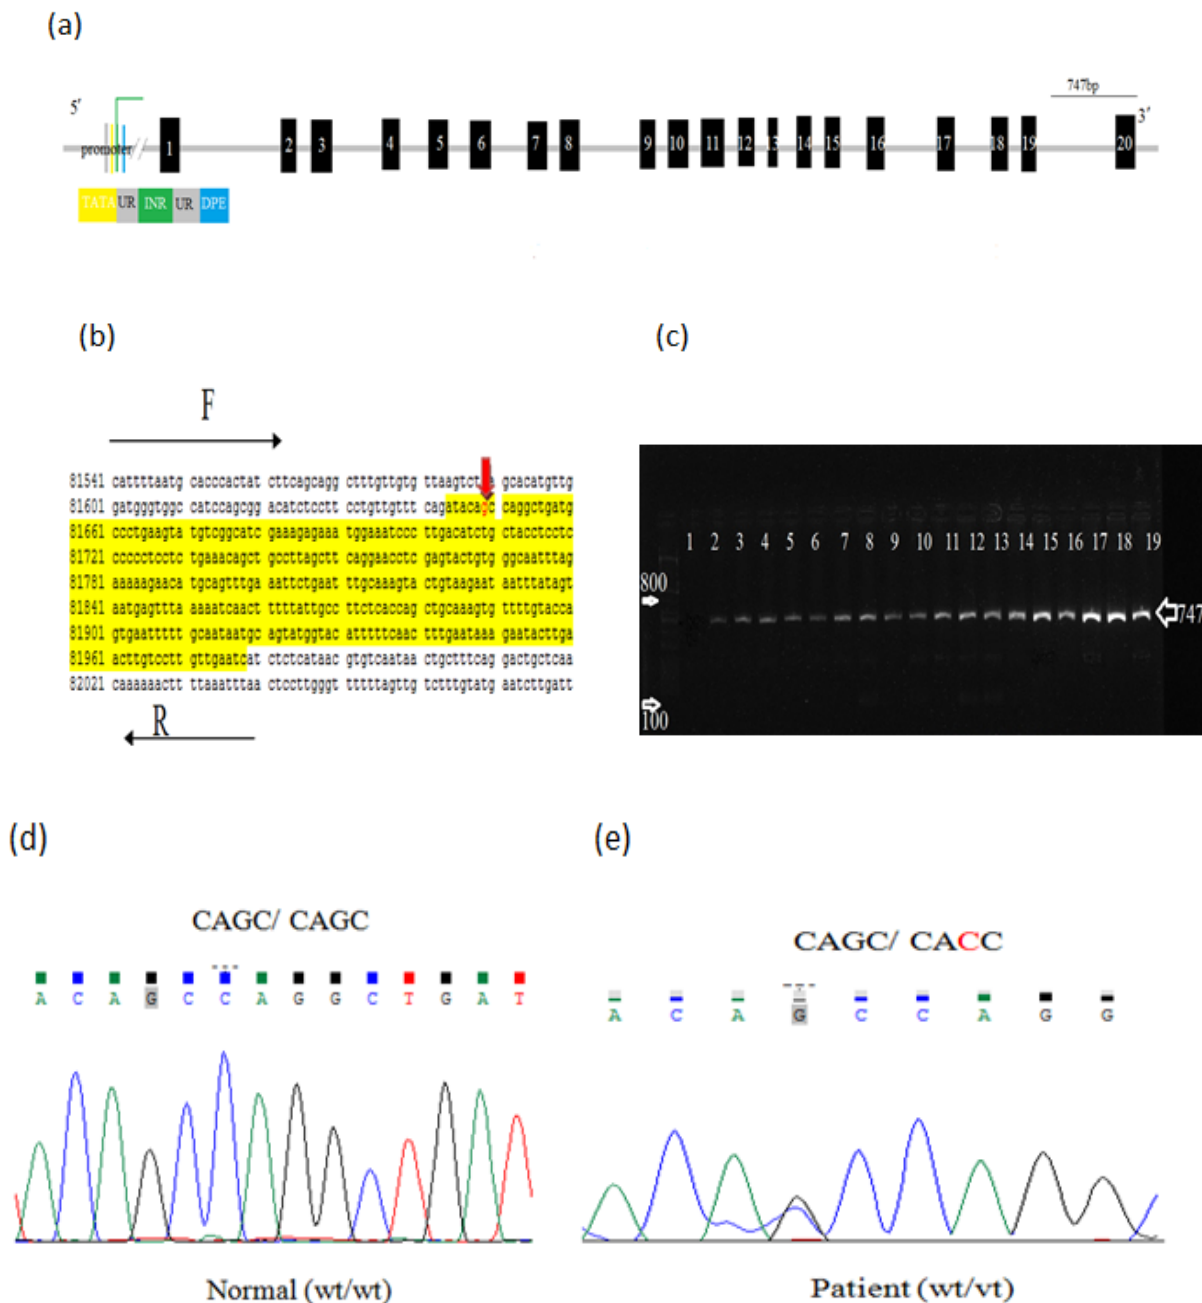 (a)
747bp
5′
3′
promoter
1 2 3 4 5 6 7 8 9 10 11 12 13 14 15 16 17 18 19 20
TATA UR INR UR DPE
(b)
F
81541 cattttaatg cacccactat cttcagcagg ctttgttgtg ttaagtct g gcacatgttg
81601 gatgggtggc catccagcgg acatctcctt cctgttgttt cagatacagc caggctgatg
81661 ccctgaagta tgtcggcatc gaaagagaaa tggaaatccc ttgactctg ctacctcctc
81721 ccccctcctc tgaaacagct gccttagctt caggaacctc gagtactgtg ggcaatttag
81781 aaaaagaaca tgcagtttga aattctgaat ttgcaaagta ctgtaagaat aatttatagt
81841 aatgagttta aaaatcaact ttttattgcc ttctcaccag ctgcaaagtg ttttgtacca
81901 gtgaattttt gcaataatgc agtatggtac atttttcaac tttgaataaa gaatacttga
81961 acttgtcctt gttgaatcat ctctcataac gtgtcaataa ctgctttcag gactgctcaa
82021 caaaaaactt ttaaatttaa ctccttgggt tttttagttg tctttgtatg aatcttgatt
R
(c)
1 2 3 4 5 6 7 8 9 10 11 12 13 14 15 16 17 18 19
800
747
100
(d)
CAGC/ CAGC
A C A G C C A G G C T G A T
Normal (wt/wt)
(e)
CAGC/ CACC
A C A G C C A G G
Patient (wt/vt)